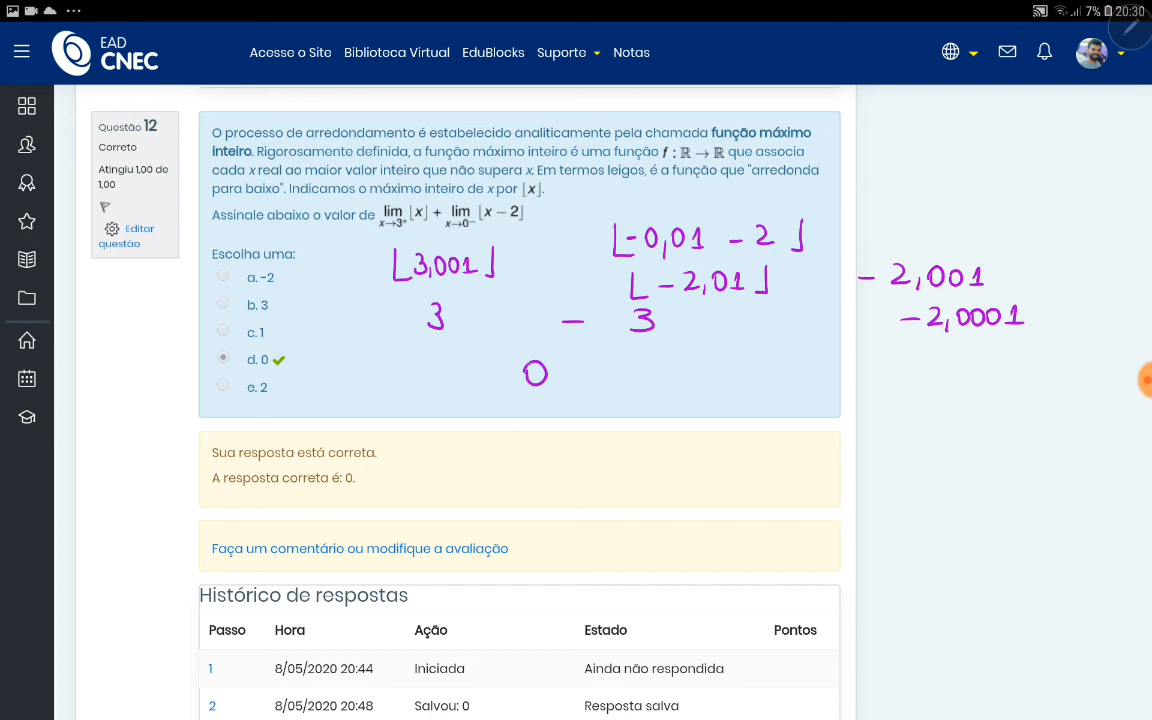 7% 20:30
EAD
CNEC
Acesse o Site Biblioteca Virtual EduBlocks Suporte Notas
Questão 12
Correto
Atingiu 1,00 de
1,00
Editar
questão
O processo de arredondamento é estabelecido analiticamente pela chamada função máximo
inteiro. Rigorosamente definida, a função máximo inteiro é uma função f : ℝ → ℝ que associa
cada x real ao maior valor inteiro que não supera x. Em termos leigos, é a função que "arredonda
para baixo". Indicamos o máximo inteiro de x por ⌊x⌋.
Assinale abaixo o valor de lim x→3⁺ ⌊x⌋ + lim x→0⁻ ⌊x − 2⌋
Escolha uma:
a. -2
b. 3
c. 1
d. 0
e. 2
⌊3,001⌋
3
⌊-0,01 - 2⌋
⌊-2,01⌋
- 3
0
- 2,001
- 2,0001
Sua resposta está correta.
A resposta correta é: 0.
Faça um comentário ou modifique a avaliação
Histórico de respostas
Passo Hora Ação Estado Pontos
1 8/05/2020 20:44 Iniciada Ainda não respondida
2 8/05/2020 20:48 Salvou: 0 Resposta salva